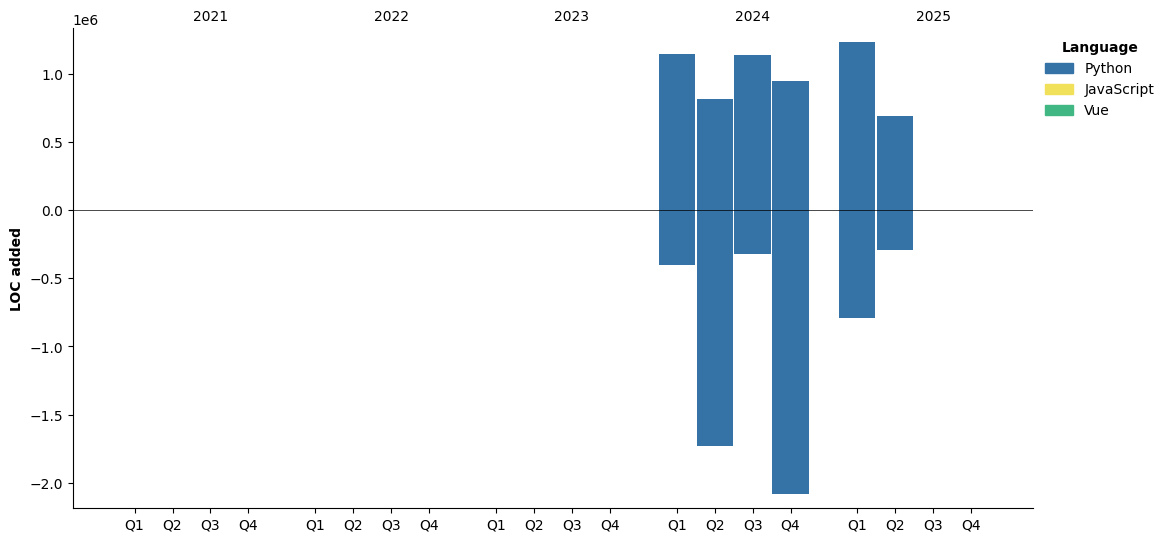 1e6
2021 2022 2023 2024 2025
Language
Python
JavaScript
Vue
LOC added
1.0
0.5
0.0
−0.5
−1.0
−1.5
−2.0
Q1 Q2 Q3 Q4 Q1 Q2 Q3 Q4 Q1 Q2 Q3 Q4 Q1 Q2 Q3 Q4 Q1 Q2 Q3 Q4